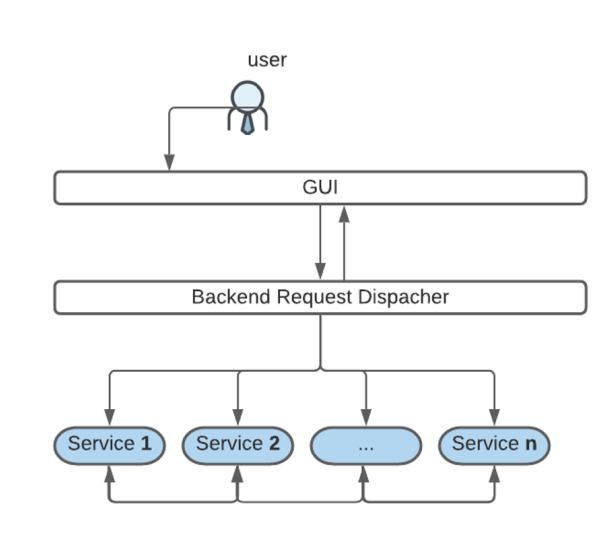 user
GUI
Backend Request Dispacher
Service 1
Service 2
...
Service n